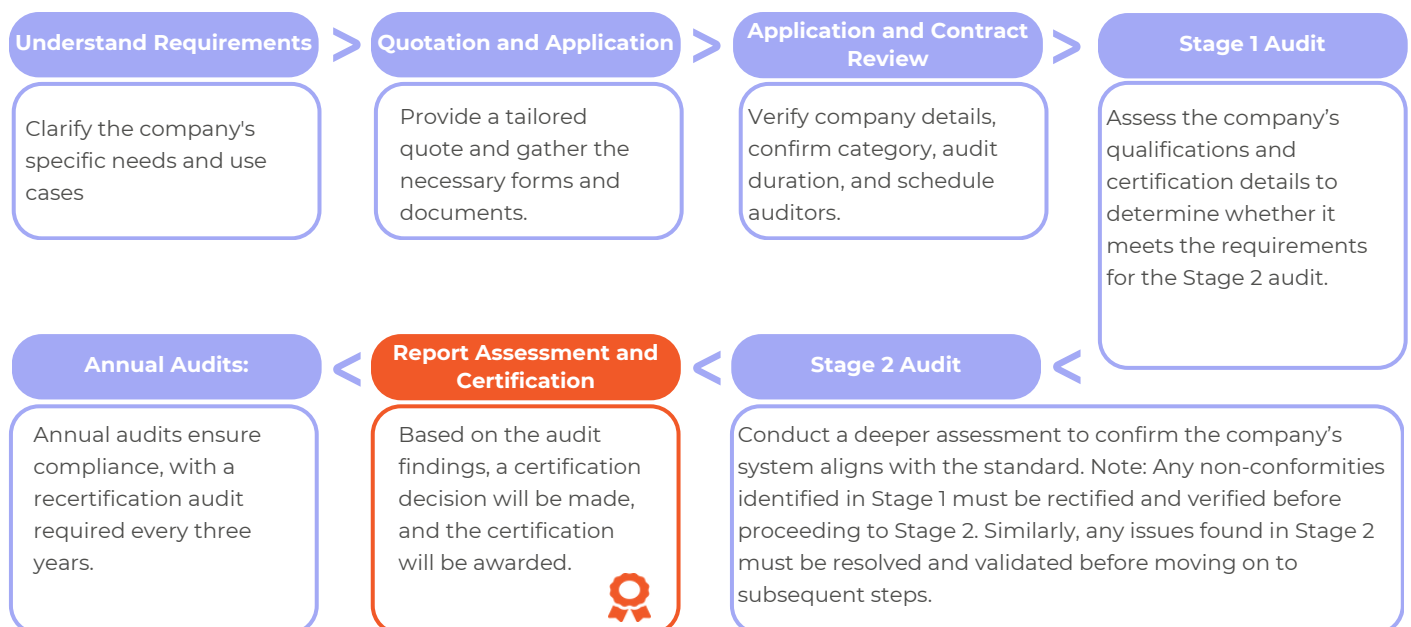 Understand Requirements
>
Quotation and Application
>
Application and Contract
Review
>
Stage 1 Audit
Clarify the company's
specific needs and use
cases
Provide a tailored
quote and gather the
necessary forms and
documents.
Verify company details,
confirm category, audit
duration, and schedule
auditors.
Assess the company’s
qualifications and
certification details to
determine whether it
meets the requirements
for the Stage 2 audit.
<
Stage 2 Audit
<
Report Assessment and
Certification
<
Annual Audits:
Conduct a deeper assessment to confirm the company’s
system aligns with the standard. Note: Any non-conformities
identified in Stage 1 must be rectified and verified before
proceeding to Stage 2. Similarly, any issues found in Stage 2
must be resolved and validated before moving on to
subsequent steps.
Based on the audit
findings, a certification
decision will be made,
and the certification
will be awarded.
Annual audits ensure
compliance, with a
recertification audit
required every three
years.